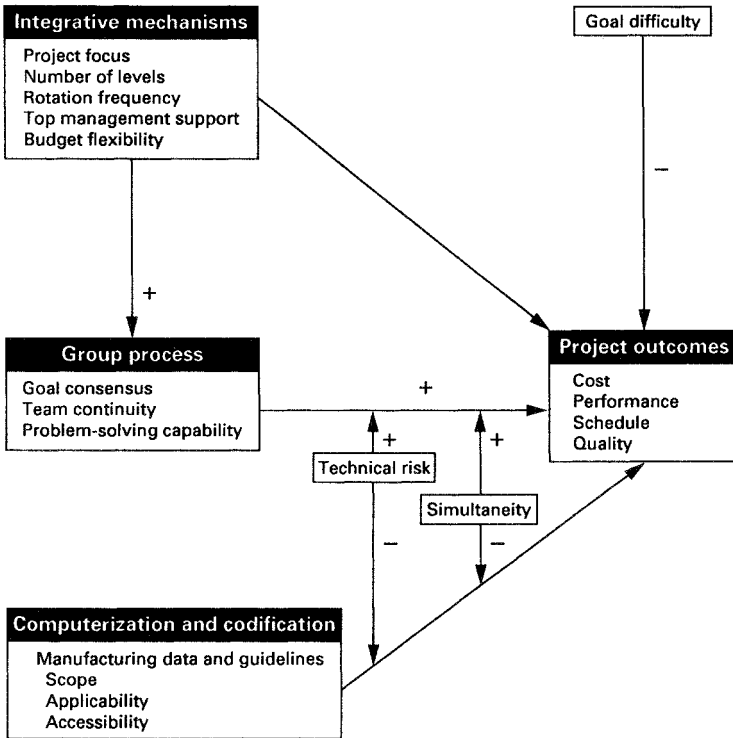 Integrative mechanisms
Project focus
Number of levels
Rotation frequency
Top management support
Budget flexibility
Goal difficulty
−
+
Group process
Goal consensus
Team continuity
Problem-solving capability
Project outcomes
Cost
Performance
Schedule
Quality
+
+
+
Technical risk
Simultaneity
−
−
Computerization and codification
Manufacturing data and guidelines
Scope
Applicability
Accessibility